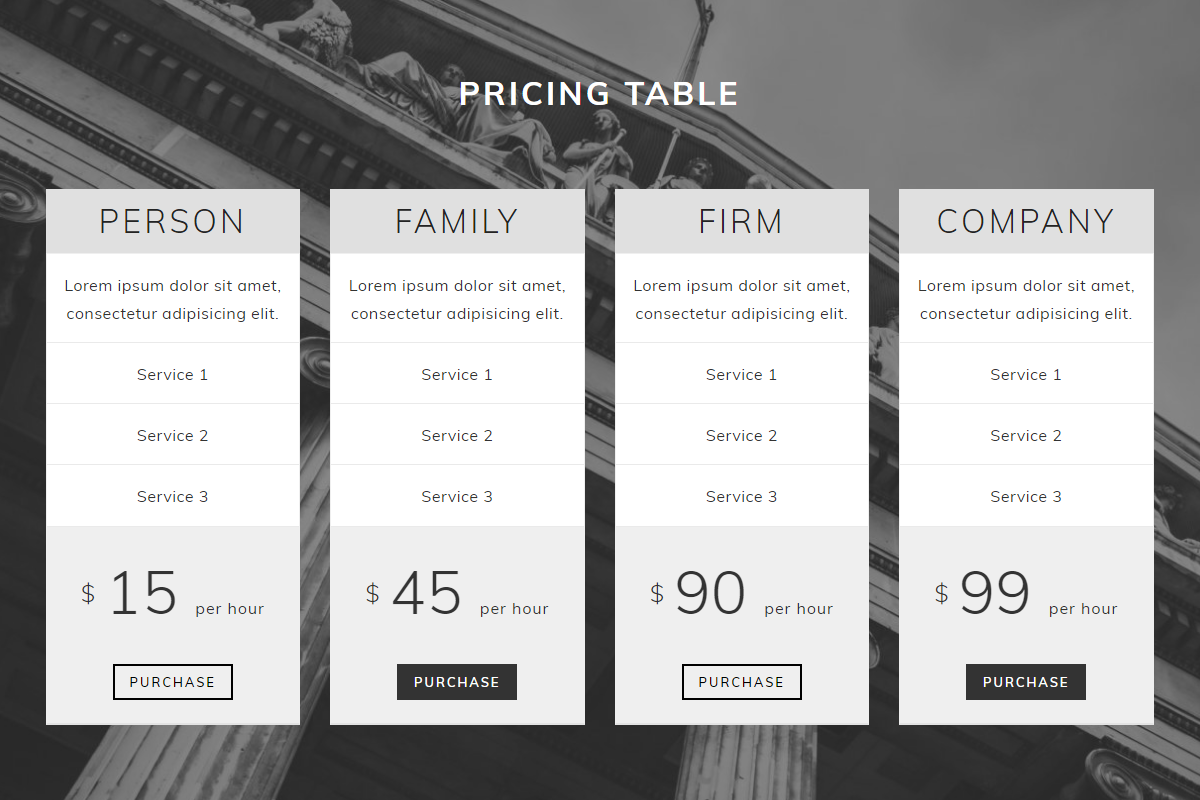 PRICING TABLE
PERSON
Lorem ipsum dolor sit amet,
consectetur adipisicing elit.
Service 1
Service 2
Service 3
$ 15 per hour
PURCHASE
FAMILY
Lorem ipsum dolor sit amet,
consectetur adipisicing elit.
Service 1
Service 2
Service 3
$ 45 per hour
PURCHASE
FIRM
Lorem ipsum dolor sit amet,
consectetur adipisicing elit.
Service 1
Service 2
Service 3
$ 90 per hour
PURCHASE
COMPANY
Lorem ipsum dolor sit amet,
consectetur adipisicing elit.
Service 1
Service 2
Service 3
$ 99 per hour
PURCHASE